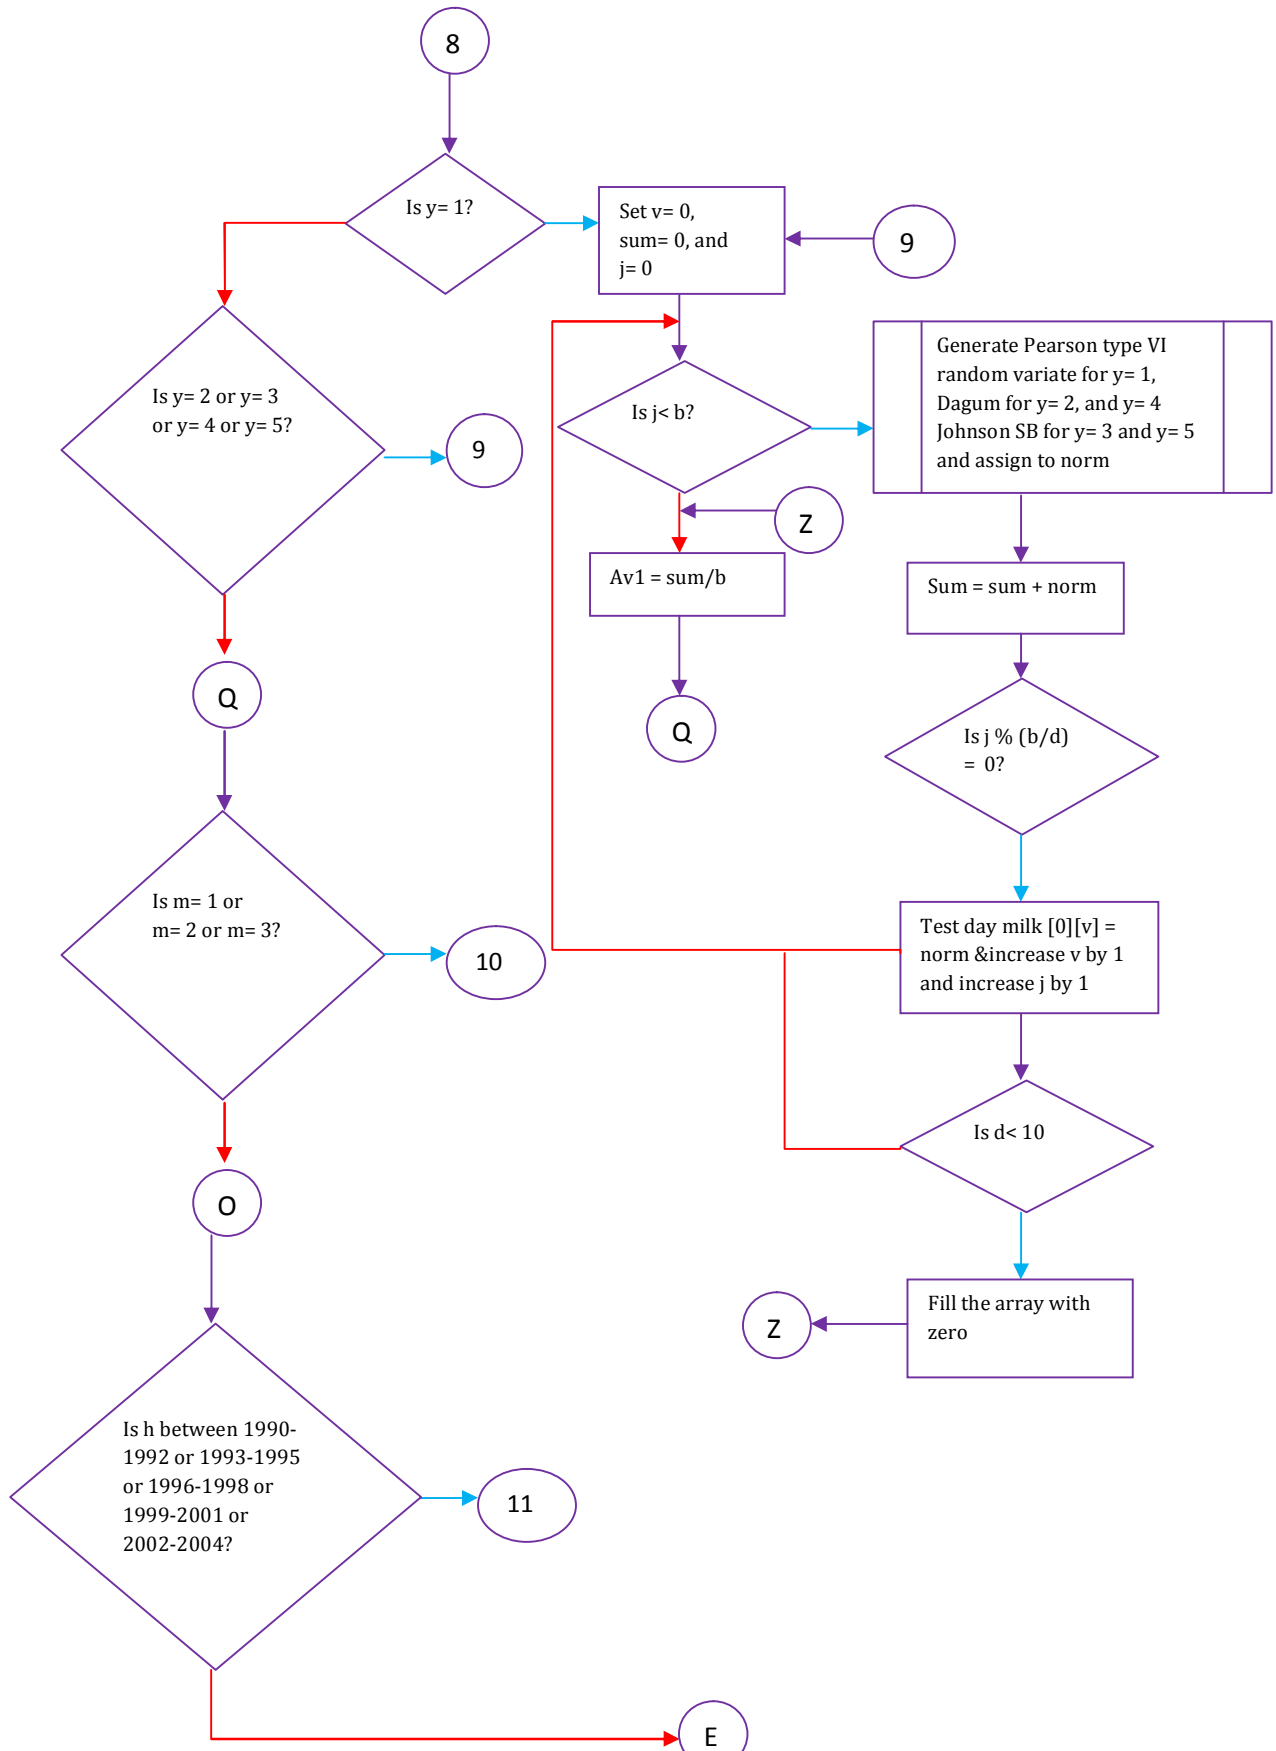 8
Is y= 1?
Set v= 0,
sum= 0, and
j= 0
9
Is y= 2 or y= 3
or y= 4 or y= 5?
9
Is j< b?
Generate Pearson type VI
random variate for y= 1,
Dagum for y= 2, and y= 4
Johnson SB for y= 3 and y= 5
and assign to norm
Z
Av1 = sum/b
Sum = sum + norm
Q
Q
Is j % (b/d)
= 0?
Is m= 1 or
m= 2 or m= 3?
10
Test day milk [0][v] =
norm &increase v by 1
and increase j by 1
Is d< 10
O
Fill the array with
zero
Z
Is h between 1990-
1992 or 1993-1995
or 1996-1998 or
1999-2001 or
2002-2004?
11
E